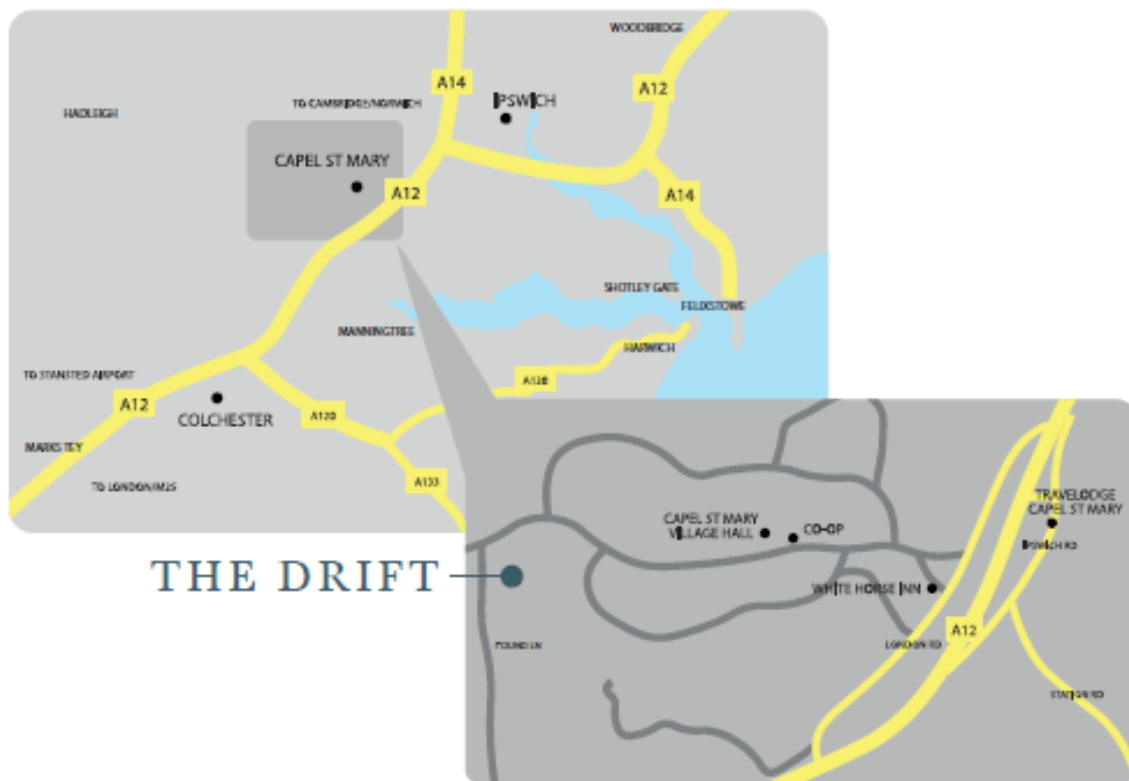 WOODBRIDGE
A14
A12
TO CAMBRIDGE/NORWICH
IPSWICH
HADLEIGH
CAPEL ST MARY
A12
A14
SHOTLEY GATE
FELIXSTOWE
MANNINGTREE
HARWICH
TO STANSTED AIRPORT
A120
A12
COLCHESTER
A120
MARKS TEY
A133
TO LONDON/M25
TRAVELODGE
CAPEL ST MARY
CAPEL ST MARY
VILLAGE HALL
CO-OP
IPSWICH RD
THE DRIFT
WHITE HORSE INN
A12
POUND LN
LONDON RD
STATION RD